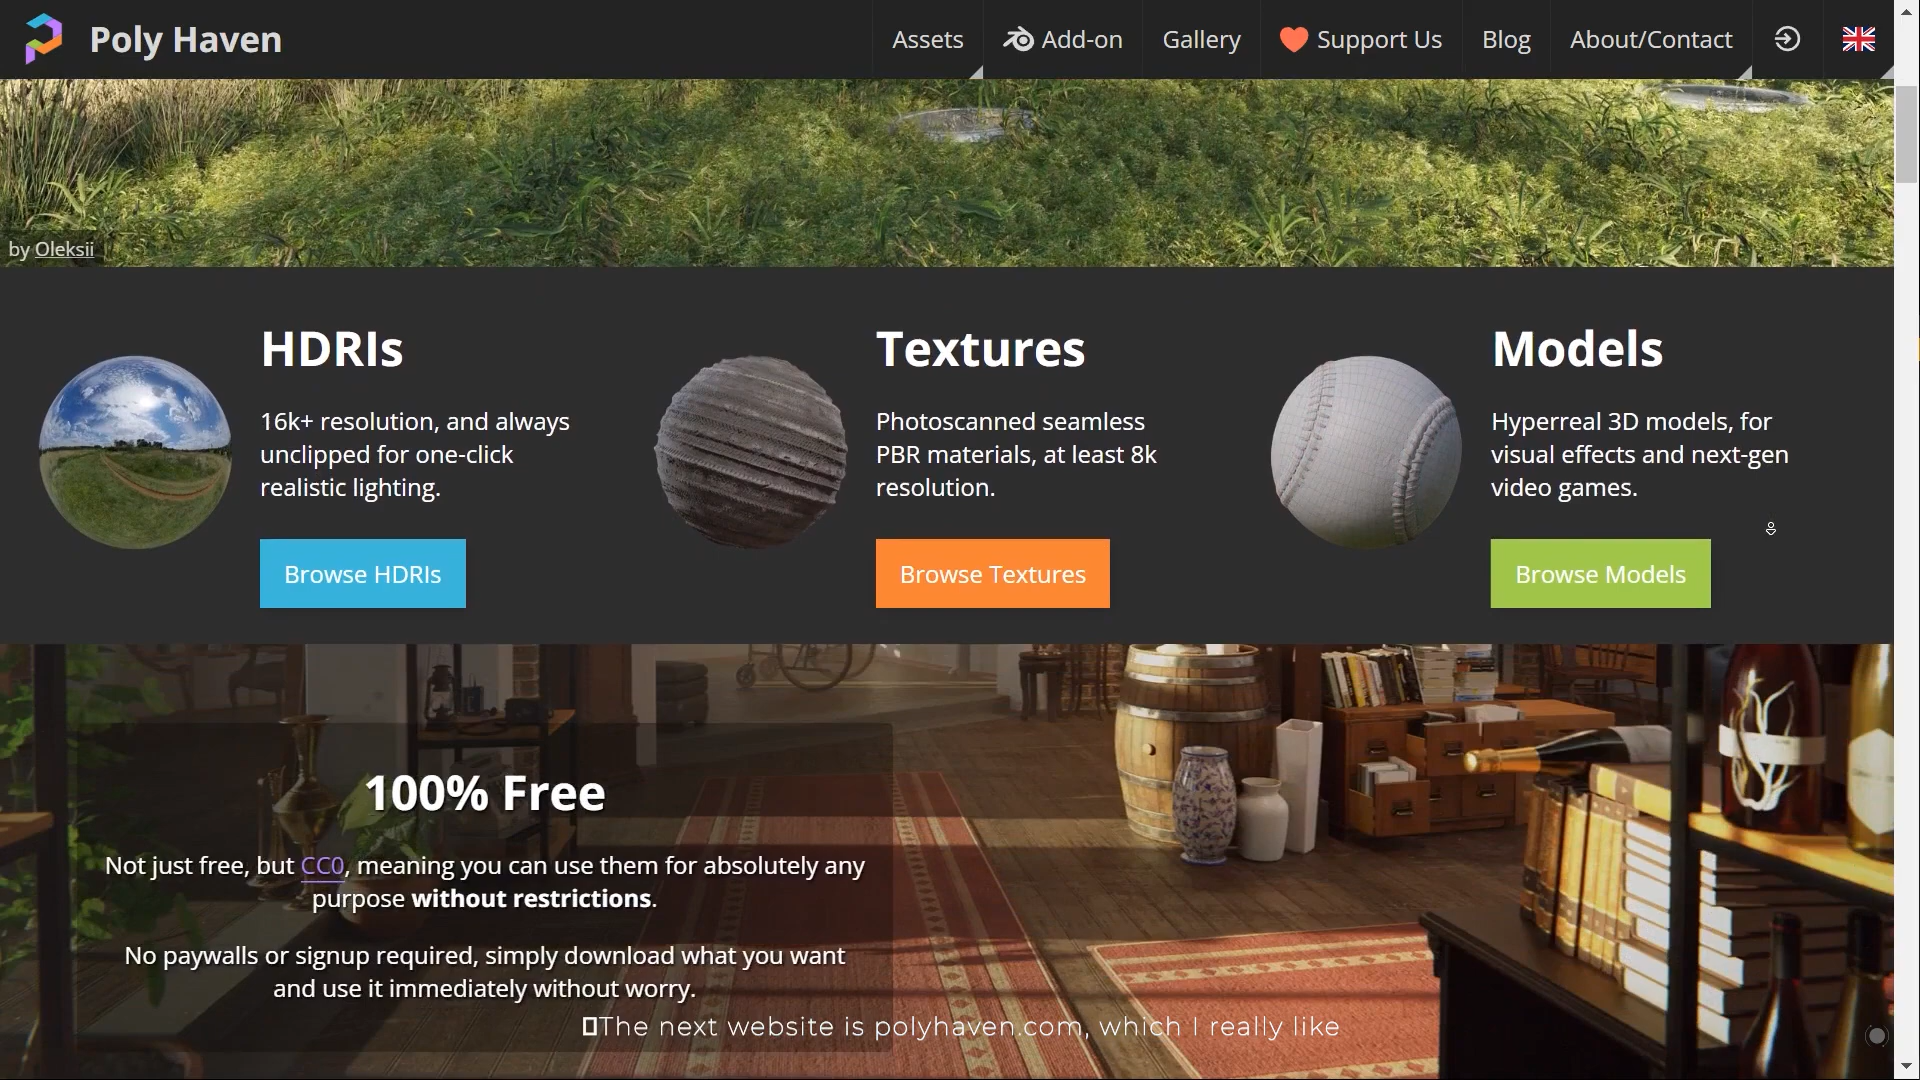 Poly Haven
Assets
Add-on
Gallery
Support Us
Blog
About/Contact
by Oleksii
HDRIs
16k+ resolution, and always
unclipped for one-click
realistic lighting.
Browse HDRIs
Textures
Photoscanned seamless
PBR materials, at least 8k
resolution.
Browse Textures
Models
Hyperreal 3D models, for
visual effects and next-gen
video games.
Browse Models
100% Free
Not just free, but CC0, meaning you can use them for absolutely any
purpose without restrictions.
No paywalls or signup required, simply download what you want
and use it immediately without worry.
The next website is polyhaven.com, which I really like